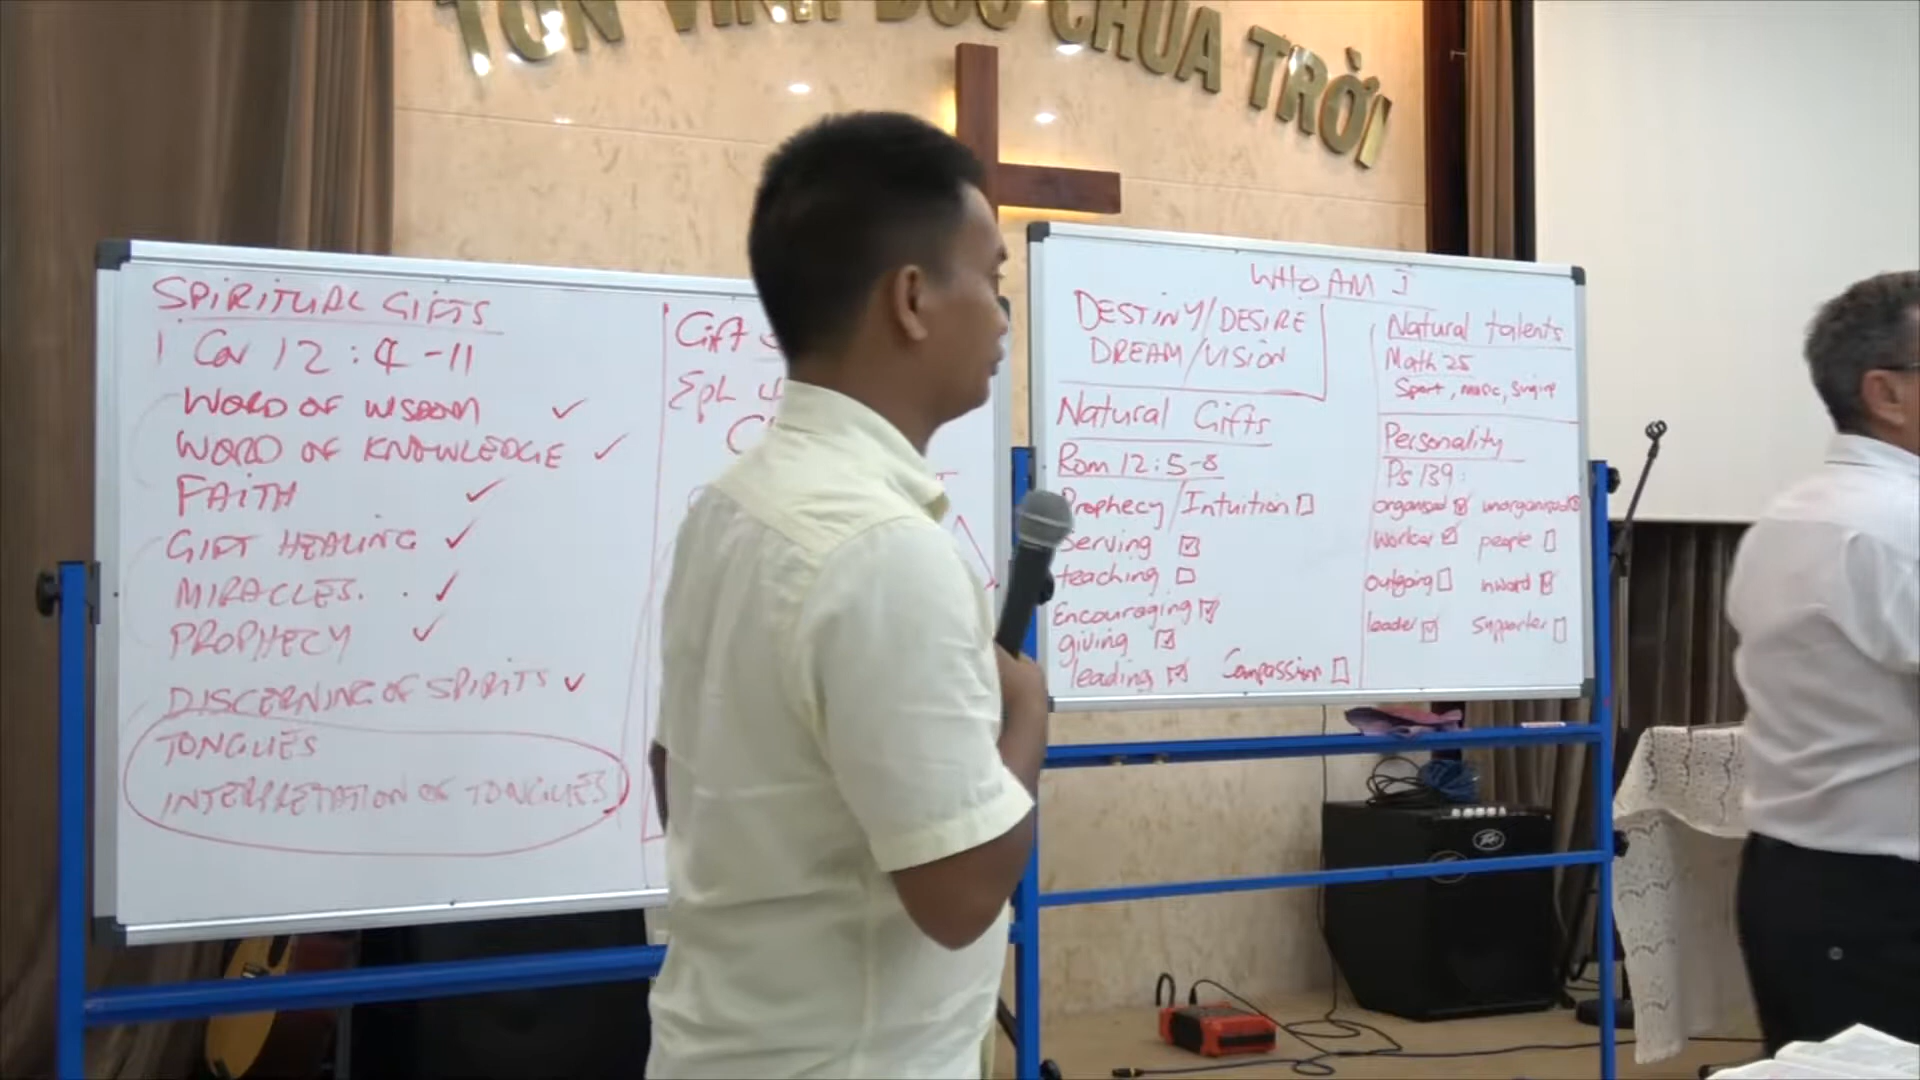 TÔN VINH ĐỨC CHÚA TRỜI
SPIRITUAL GIFTS
1 Cor 12:4-11
WORD OF WISDOM ✓
WORD OF KNOWLEDGE ✓
FAITH ✓
GIFT HEALING ✓
MIRACLES. ✓
PROPHECY ✓
DISCERNING OF SPIRITS ✓
TONGUES
INTERPRETATION OF TONGUES
Gift
Eph 4
WHO AM I
DESTINY/DESIRE
DREAM/VISION
Natural Gifts
Rom 12:5-8
Prophecy/Intuition ☐
Serving ☑
teaching ☐
Encouraging ☑
giving ☑
leading ☑ Compassion ☐
Natural talents
Math 25
Sport, music, singing
Personality
Ps 139:
organised ☑ unorganised ☑
worker ☑ people ☐
outgoing ☐ inward ☑
leader ☑ Supporter ☐